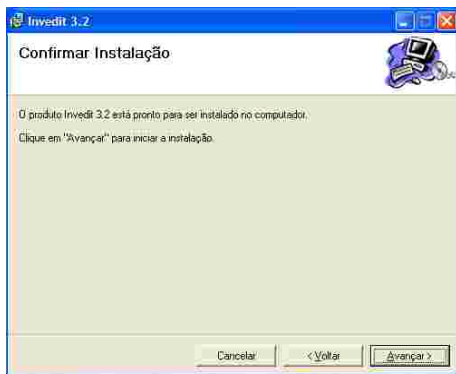 Invedit 3.2
Confirmar Instalação
O produto Invedit 3.2 está pronto para ser instalado no computador.
Clique em "Avançar" para iniciar a instalação.
Cancelar
< Voltar
Avançar >